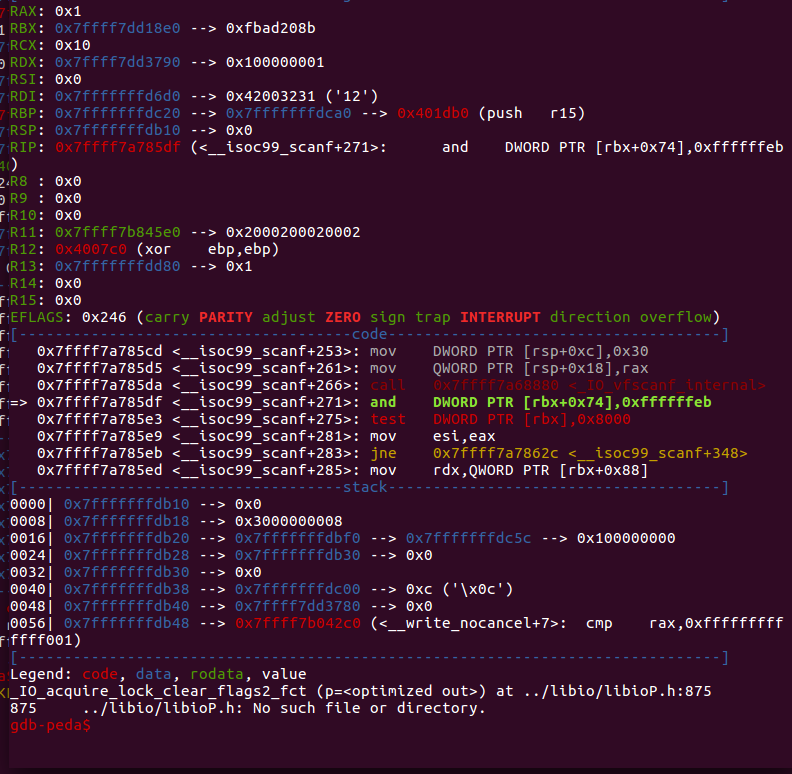 RAX: 0x1
RBX: 0x7ffff7dd18e0 --> 0xfbad208b
RCX: 0x10
RDX: 0x7ffff7dd3790 --> 0x100000001
RSI: 0x0
RDI: 0x7fffffffd6d0 --> 0x42003231 ('12')
RBP: 0x7fffffffdc20 --> 0x7fffffffdca0 --> 0x401db0 (push   r15)
RSP: 0x7fffffffdb10 --> 0x0
RIP: 0x7ffff7a785df (<__isoc99_scanf+271>:	and    DWORD PTR [rbx+0x74],0xffffffeb
)
R8 : 0x0
R9 : 0x0
R10: 0x0
R11: 0x7ffff7b845e0 --> 0x2000200020002
R12: 0x4007c0 (xor    ebp,ebp)
R13: 0x7fffffffdd80 --> 0x1
R14: 0x0
R15: 0x0
EFLAGS: 0x246 (carry PARITY adjust ZERO sign trap INTERRUPT direction overflow)
[-------------------------------------code-------------------------------------]
   0x7ffff7a785cd <__isoc99_scanf+253>:	mov    DWORD PTR [rsp+0xc],0x30
   0x7ffff7a785d5 <__isoc99_scanf+261>:	mov    QWORD PTR [rsp+0x18],rax
   0x7ffff7a785da <__isoc99_scanf+266>:	call   0x7ffff7a68880 <_IO_vfscanf_internal>
=> 0x7ffff7a785df <__isoc99_scanf+271>:	and    DWORD PTR [rbx+0x74],0xffffffeb
   0x7ffff7a785e3 <__isoc99_scanf+275>:	test   DWORD PTR [rbx],0x8000
   0x7ffff7a785e9 <__isoc99_scanf+281>:	mov    esi,eax
   0x7ffff7a785eb <__isoc99_scanf+283>:	jne    0x7ffff7a7862c <__isoc99_scanf+348>
   0x7ffff7a785ed <__isoc99_scanf+285>:	mov    rdx,QWORD PTR [rbx+0x88]
[------------------------------------stack-------------------------------------]
0000| 0x7fffffffdb10 --> 0x0
0008| 0x7fffffffdb18 --> 0x3000000008
0016| 0x7fffffffdb20 --> 0x7fffffffdbf0 --> 0x7fffffffdc5c --> 0x100000000
0024| 0x7fffffffdb28 --> 0x7fffffffdb30 --> 0x0
0032| 0x7fffffffdb30 --> 0x0
0040| 0x7fffffffdb38 --> 0x7fffffffdc00 --> 0xc ('\x0c')
0048| 0x7fffffffdb40 --> 0x7ffff7dd3780 --> 0x0
0056| 0x7fffffffdb48 --> 0x7ffff7b042c0 (<__write_nocancel+7>:	cmp    rax,0xfffffffff
ffff001)
[------------------------------------------------------------------------------]
Legend: code, data, rodata, value
_IO_acquire_lock_clear_flags2_fct (p=<optimized out>) at ../libio/libioP.h:875
875	../libio/libioP.h: No such file or directory.
gdb-peda$